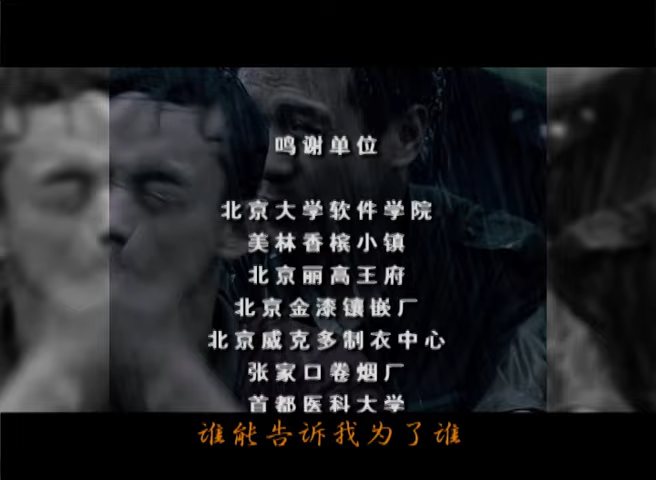 鸣谢单位
北京大学软件学院
美林香槟小镇
北京丽高王府
北京金漆镶嵌厂
北京威克多制衣中心
张家口卷烟厂
首都医科大学
谁能告诉我为了谁